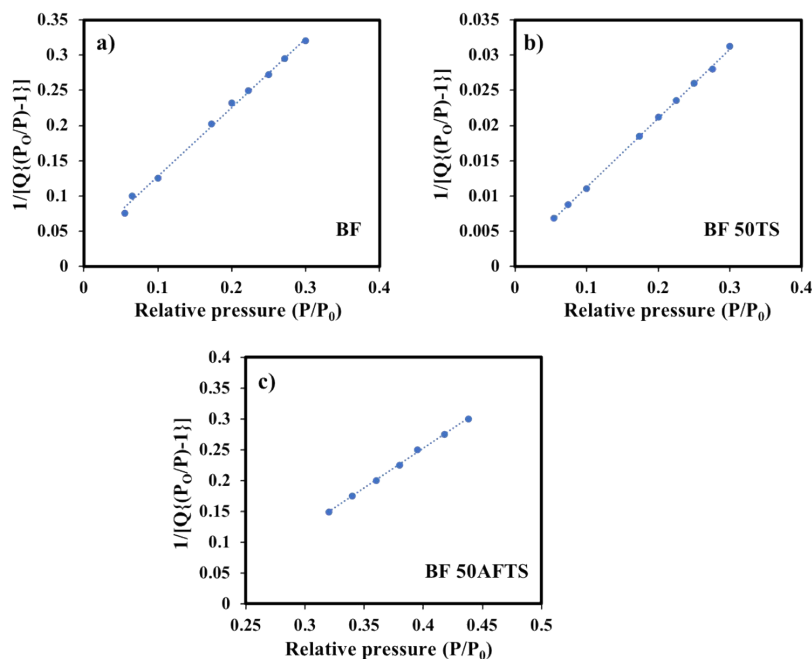 a)
1/[Q{(P₀/P)-1}]
0.35
0.3
0.25
0.2
0.15
0.1
0.05
0
BF
0 0.1 0.2 0.3 0.4
Relative pressure (P/P₀)
b)
1/[Q{(P₀/P)-1}]
0.035
0.03
0.025
0.02
0.015
0.01
0.005
0
BF 50TS
0 0.1 0.2 0.3 0.4
Relative pressure (P/P₀)
c)
1/[Q{(P₀/P)-1}]
0.4
0.35
0.3
0.25
0.2
0.15
0.1
0.05
0
BF 50AFTS
0.25 0.3 0.35 0.4 0.45 0.5
Relative pressure (P/P₀)